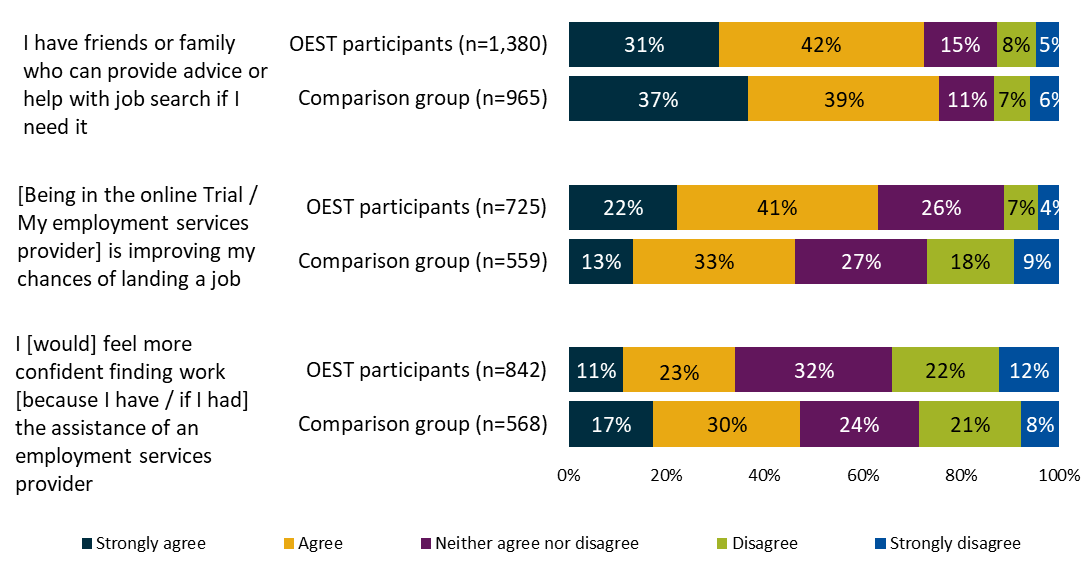 I have friends or family
who can provide advice or
help with job search if I
need it
OEST participants (n=1,380)
31% 42% 15% 8% 5%
Comparison group (n=965)
37% 39% 11% 7% 6%
[Being in the online Trial /
My employment services
provider] is improving my
chances of landing a job
OEST participants (n=725)
22% 41% 26% 7% 4%
Comparison group (n=559)
13% 33% 27% 18% 9%
I [would] feel more
confident finding work
[because I have / if I had]
the assistance of an
employment services
provider
OEST participants (n=842)
11% 23% 32% 22% 12%
Comparison group (n=568)
17% 30% 24% 21% 8%
0% 20% 40% 60% 80% 100%
Strongly agree Agree Neither agree nor disagree Disagree Strongly disagree